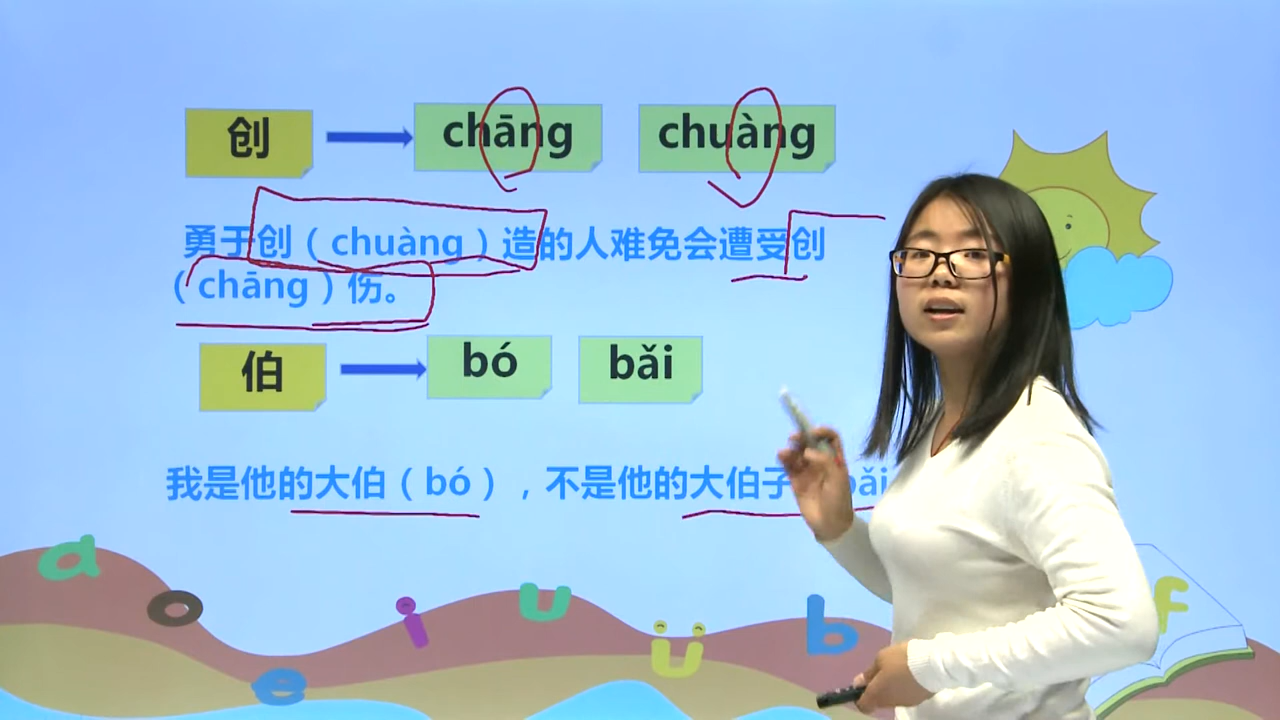 创 chāng chuàng
勇于创（chuàng）造的人难免会遭受创
（chāng）伤。
伯 bó bǎi
我是他的大伯（bó），不是他的大伯子 bǎi
a o e i u ü b f